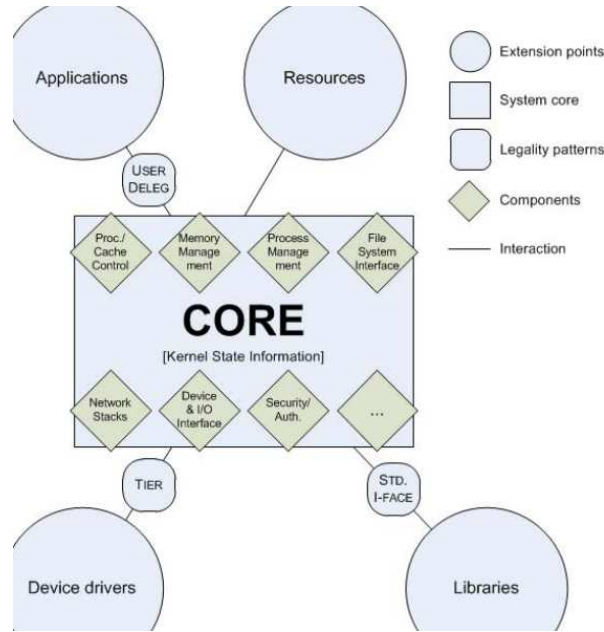 Applications
Resources
Extension points
System core
Legality patterns
Components
Interaction
USER
DELEG
Proc./
Cache
Control
Memory
Manage
ment
Process
Manage
ment
File
System
Interface
CORE
[Kernel State Information]
Network
Stacks
Device
& I/O
Interface
Security/
Auth.
...
TIER
STD.
I-FACE
Device drivers
Libraries